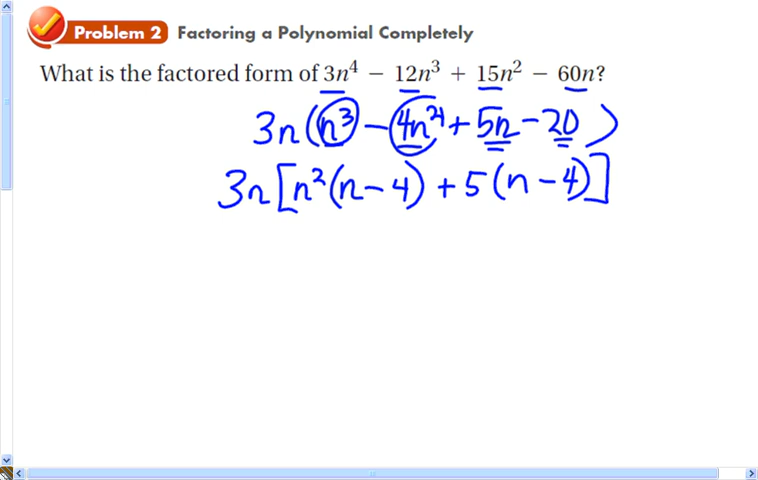 Problem 2 Factoring a Polynomial Completely
What is the factored form of 3n⁴ − 12n³ + 15n² − 60n?
3n(n³ − 4n² + 5n − 20)
3n[n²(n − 4) + 5(n − 4)]